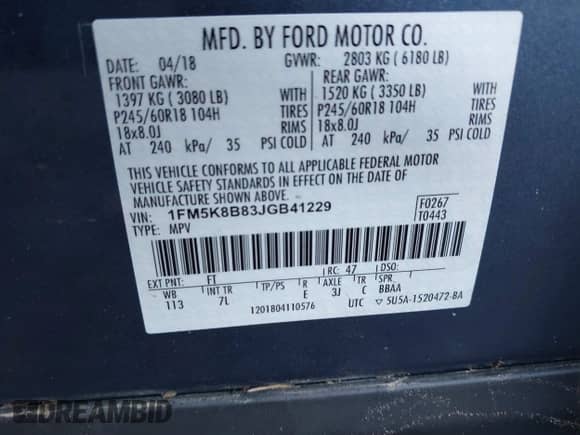 MFD. BY FORD MOTOR CO.
DATE: 04/18 GVWR: 2803 KG ( 6180 LB)
FRONT GAWR: REAR GAWR:
1397 KG ( 3080 LB) WITH 1520 KG ( 3350 LB) WITH
P245/60R18 104H TIRES P245/60R18 104H TIRES
18x8.0J RIMS 18x8.0J RIMS
AT 240 kPa/ 35 PSI COLD AT 240 kPa/ 35 PSI COLD
THIS VEHICLE CONFORMS TO ALL APPLICABLE FEDERAL MOTOR
VEHICLE SAFETY STANDARDS IN EFFECT ON THE DATE OF
MANUFACTURE SHOWN ABOVE.
VIN: 1FM5K8B83JGB41229 F0267
TYPE: MPV T0443
EXT PNT: FT RC: 47 DSO:
WB INT TR TP/PS R AXLE TR SPR
113 7L E 3J C BBAA
1201804110576 UTC ▽ 5U5A-1520472-BA
DREAMBID